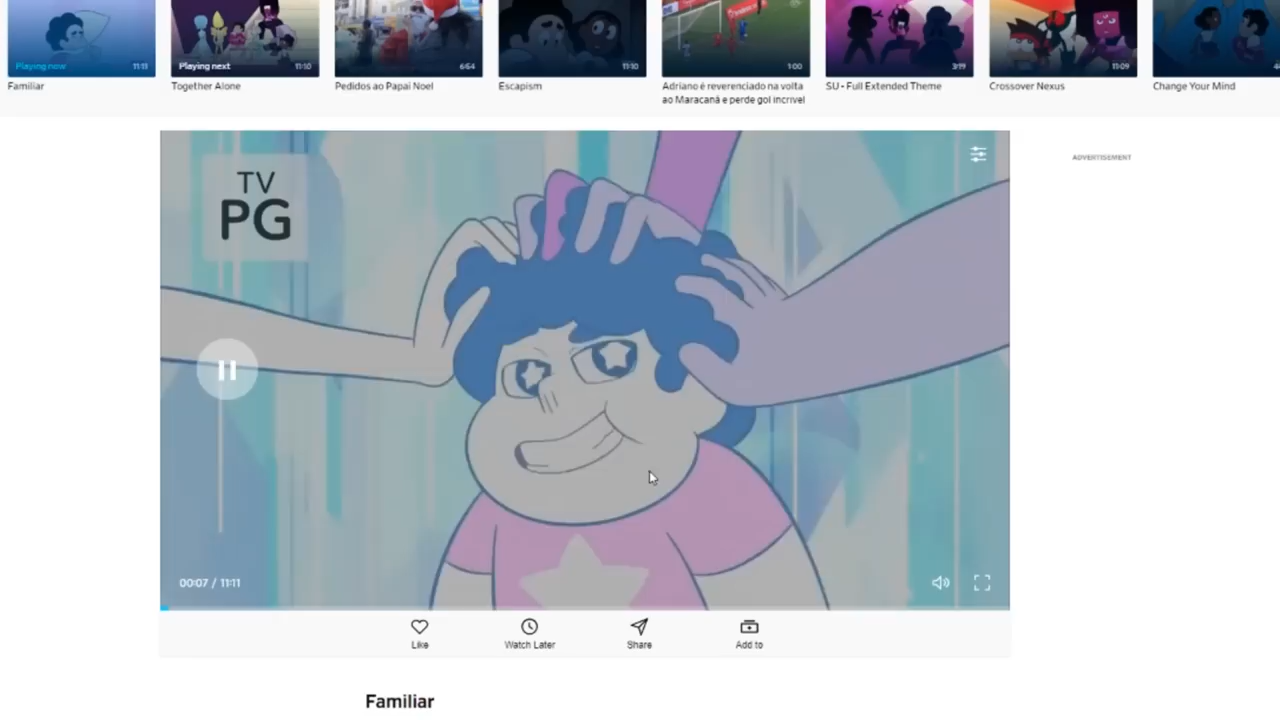 Playing now
11:11
Playing next
11:10
6:54
11:10
1:00
3:19
11:09
Familiar
Together Alone
Pedidos ao Papai Noel
Escapism
Adriano é reverenciado na volta
ao Maracanã e perde gol incrível
SU - Full Extended Theme
Crossover Nexus
Change Your Mind
ADVERTISEMENT
TV
PG
00:07 / 11:11
Like
Watch Later
Share
Add to
Familiar